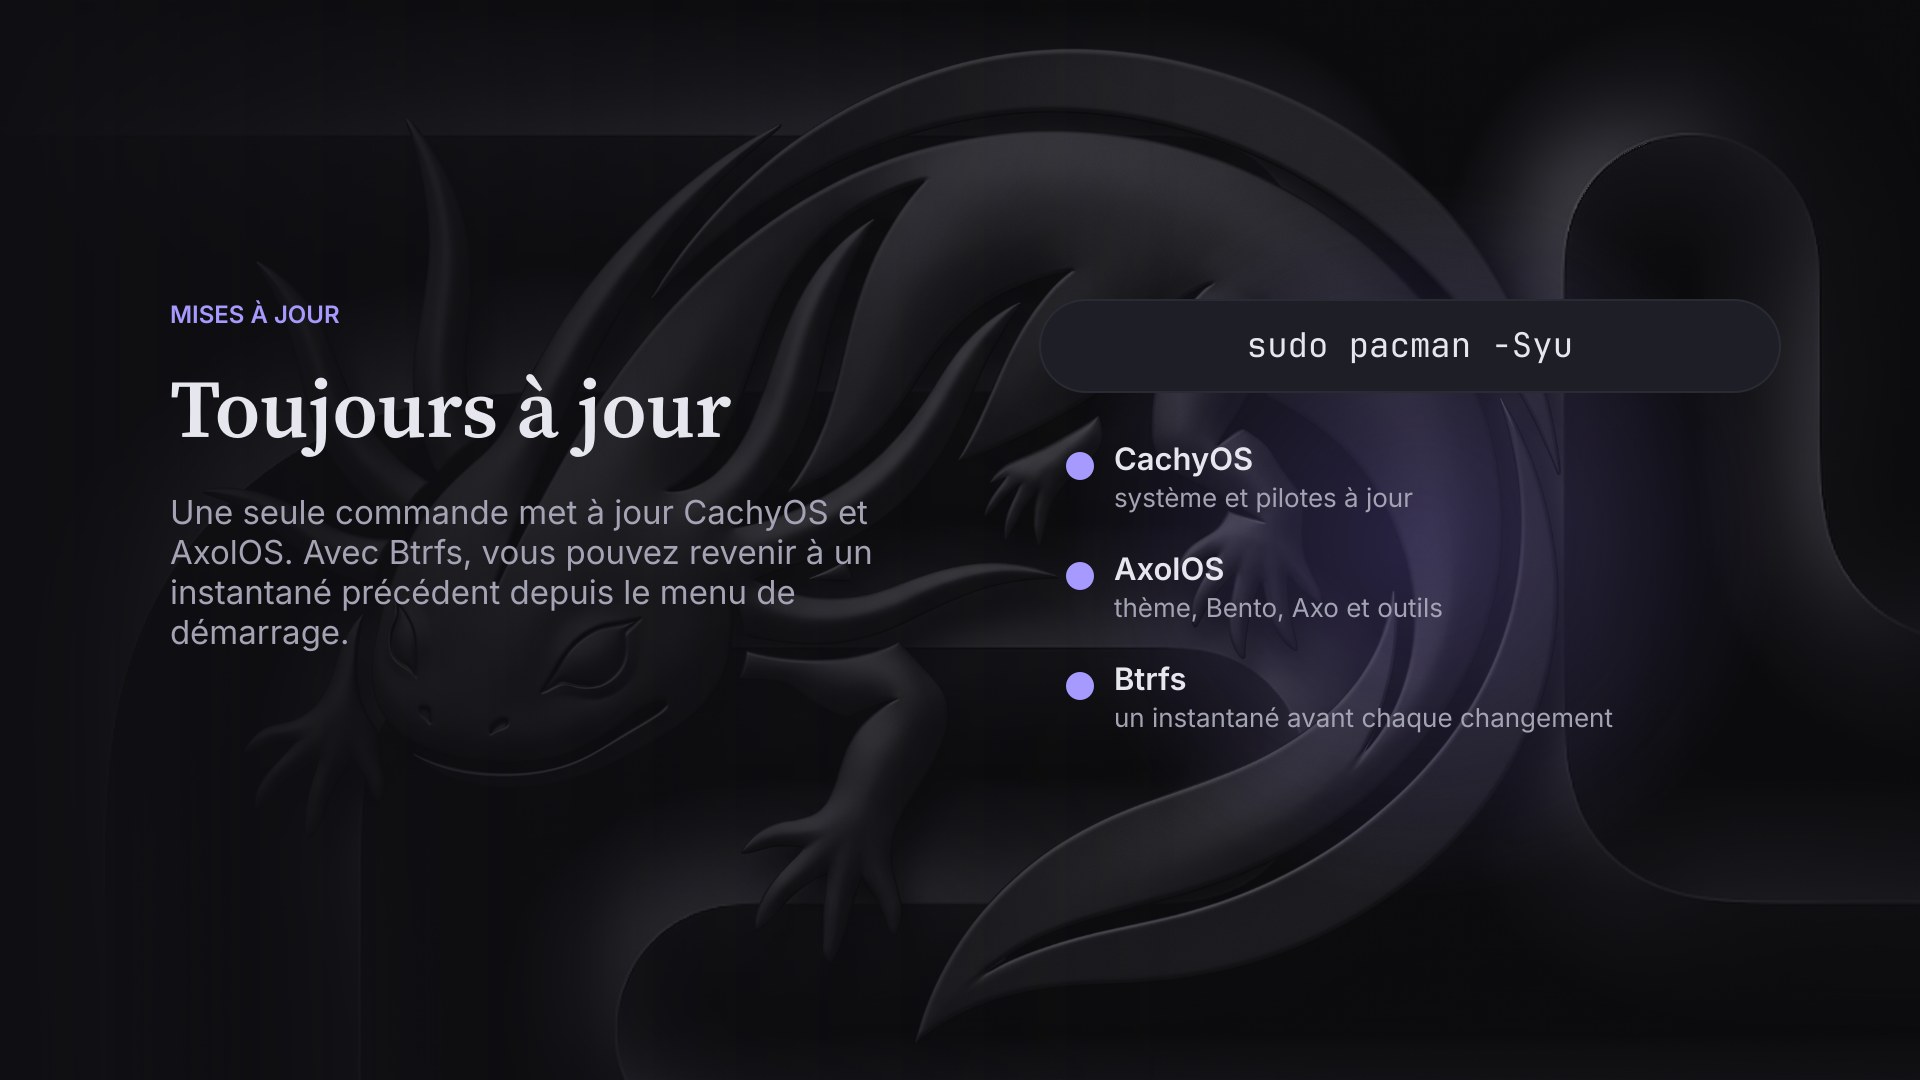 MISES À JOUR
Toujours à jour
Une seule commande met à jour CachyOS et
AxolOS. Avec Btrfs, vous pouvez revenir à un
instantané précédent depuis le menu de
démarrage.
sudo pacman -Syu
CachyOS
système et pilotes à jour
AxolOS
thème, Bento, Axo et outils
Btrfs
un instantané avant chaque changement